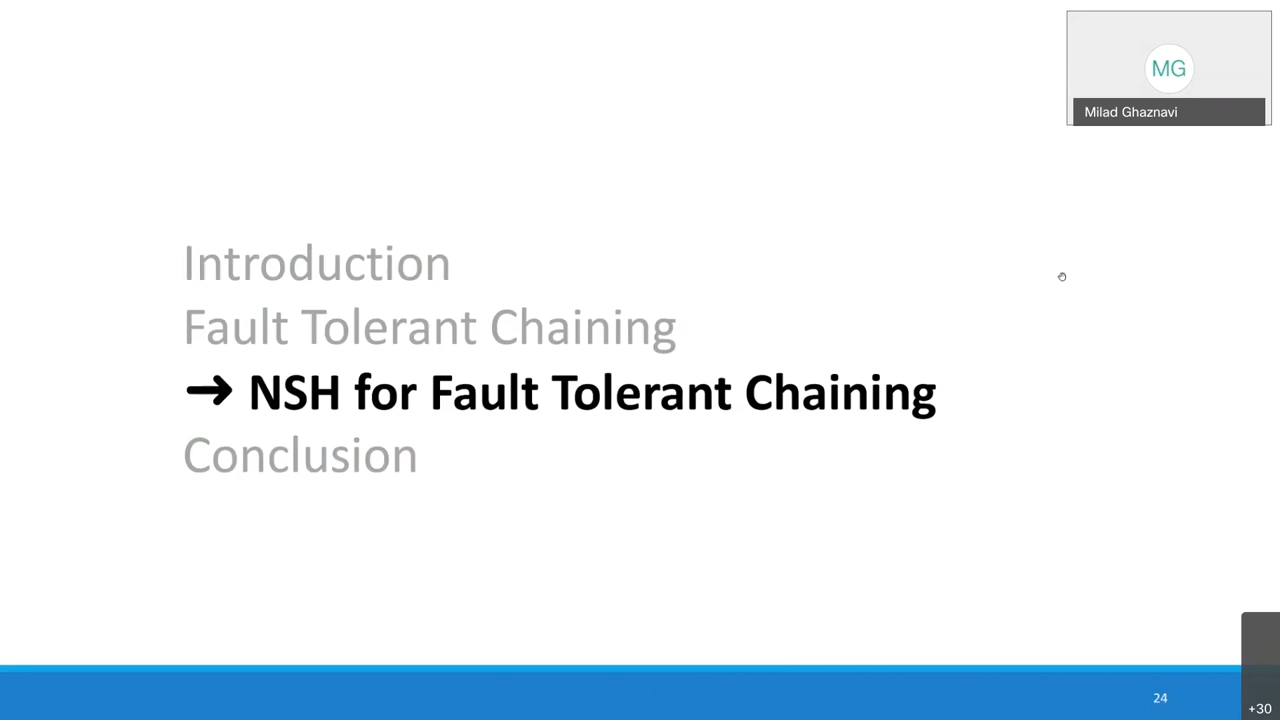 MG
Milad Ghaznavi
Introduction
Fault Tolerant Chaining
➜ NSH for Fault Tolerant Chaining
Conclusion
24
+30